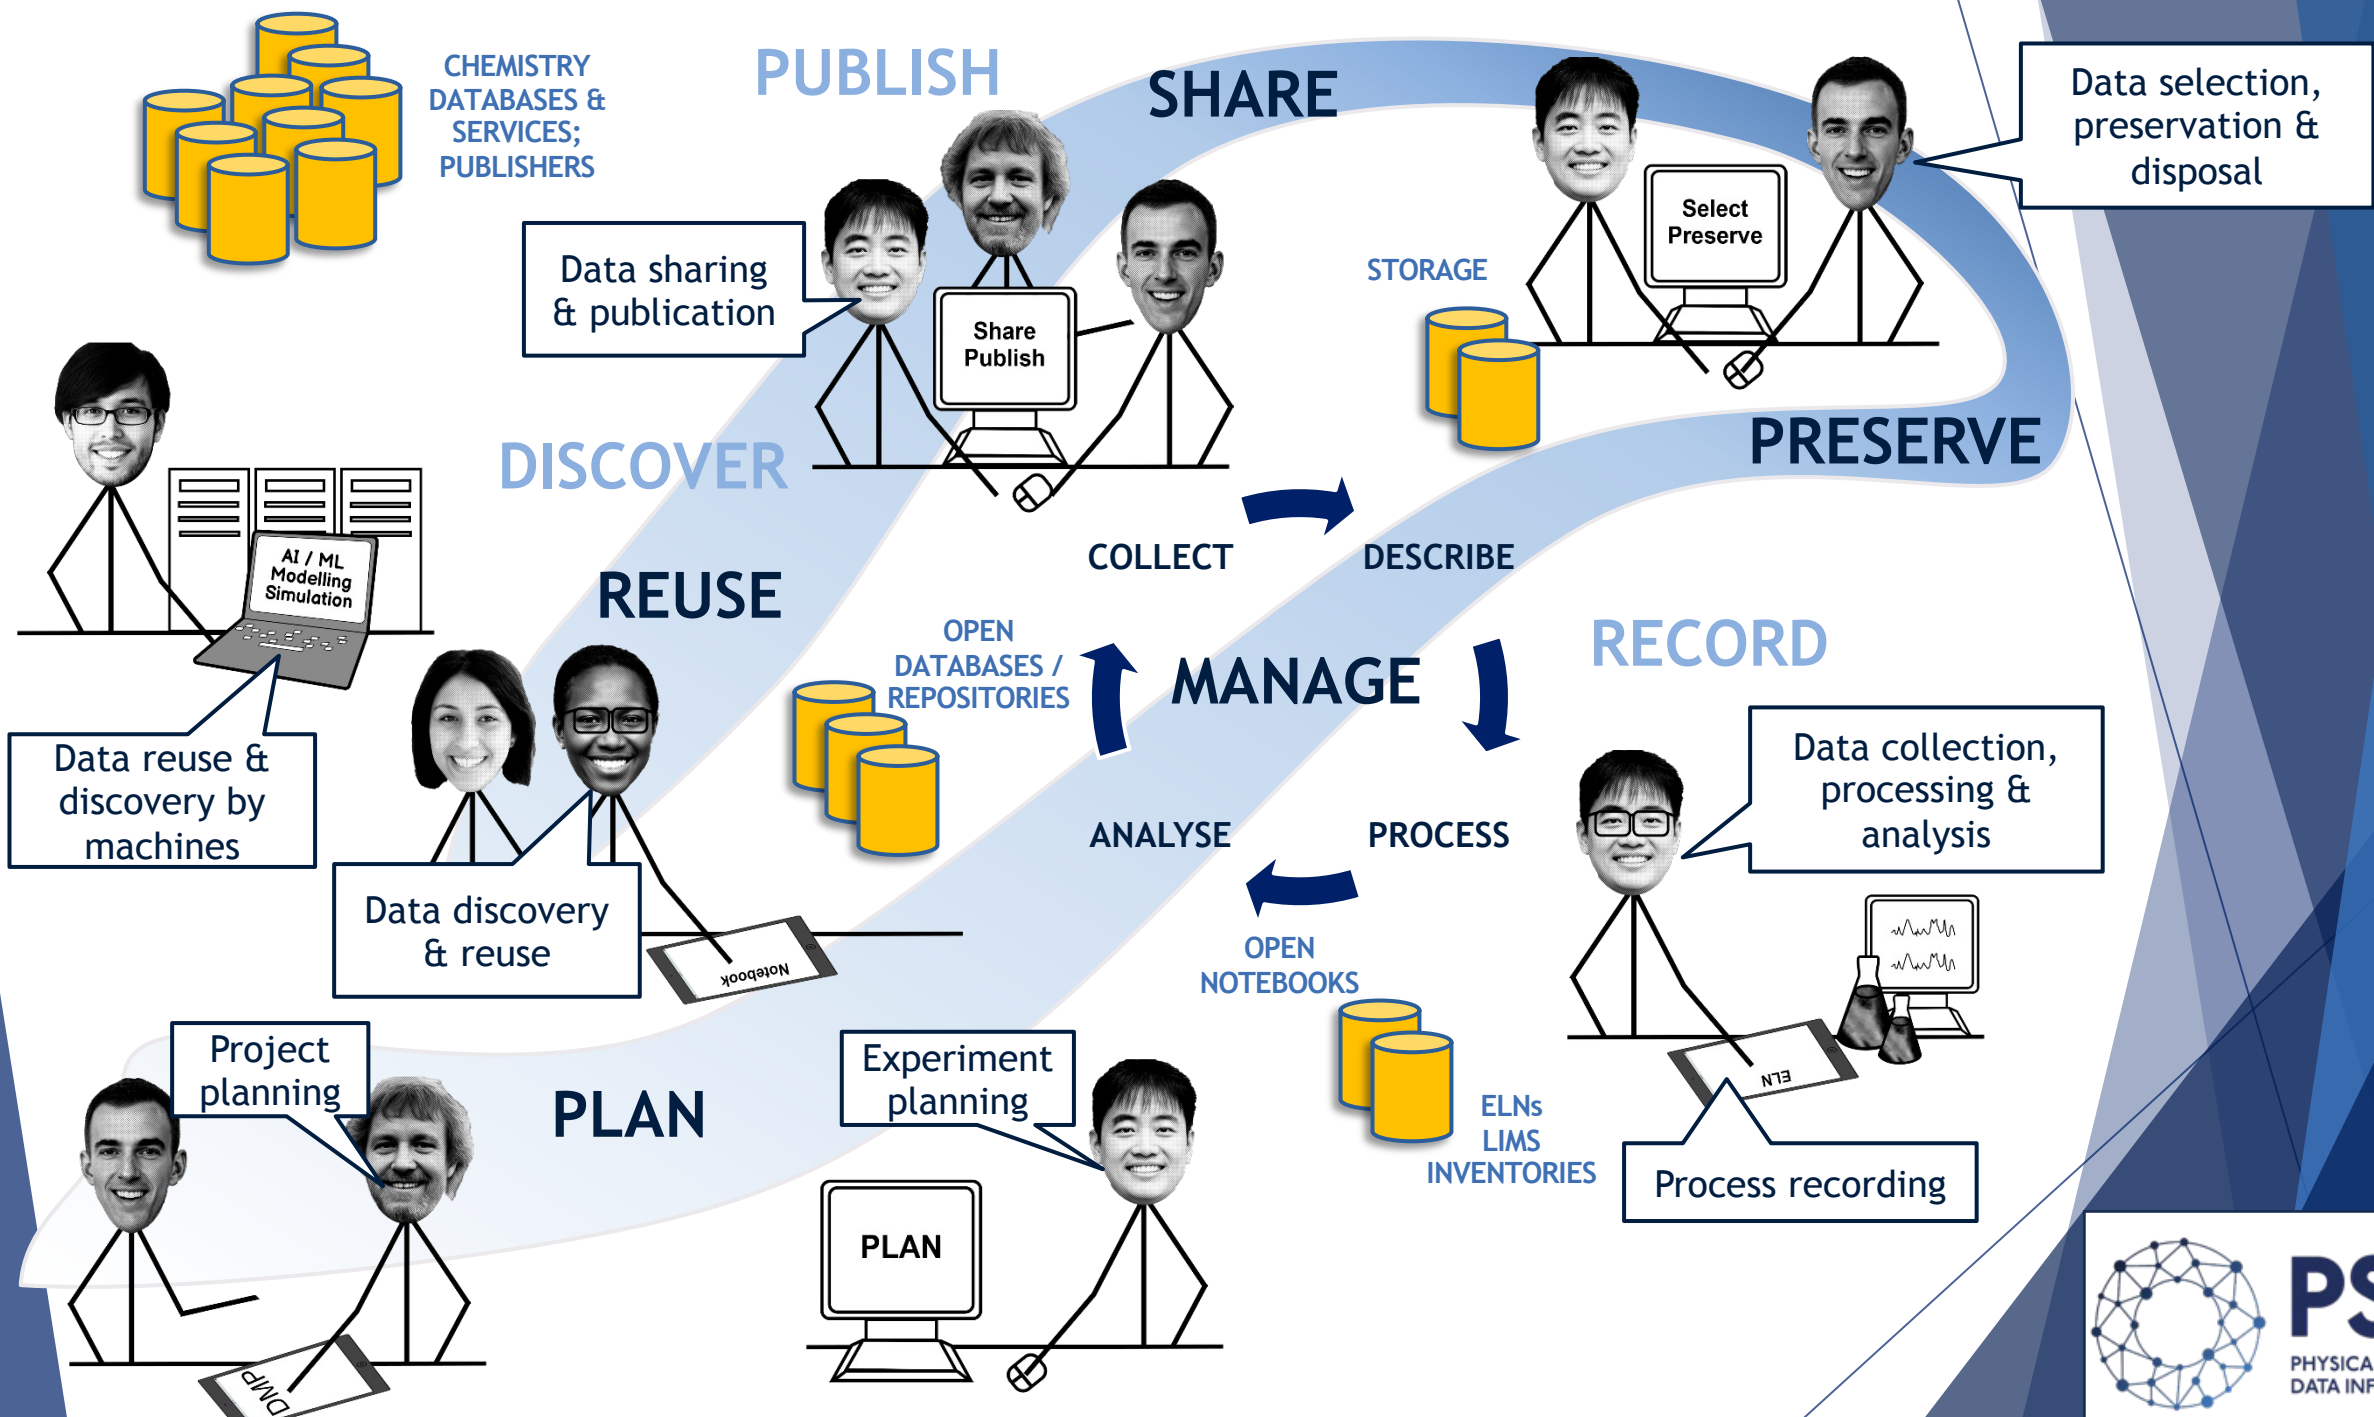 CHEMISTRY
DATABASES &
SERVICES;
PUBLISHERS
PUBLISH
SHARE
Data selection,
preservation &
disposal
Select
Preserve
Data sharing
& publication
Share
Publish
STORAGE
DISCOVER
PRESERVE
AI / ML
Modelling
Simulation
REUSE
COLLECT
DESCRIBE
OPEN
DATABASES /
REPOSITORIES
MANAGE
RECORD
Data reuse &
discovery by
machines
Data collection,
processing &
analysis
ANALYSE
PROCESS
Data discovery
& reuse
Notebook
OPEN
NOTEBOOKS
Project
planning
PLAN
Experiment
planning
ELN
ELNs
LIMS
INVENTORIES
Process recording
PLAN
DMP
PS
PHYSICA
DATA INF